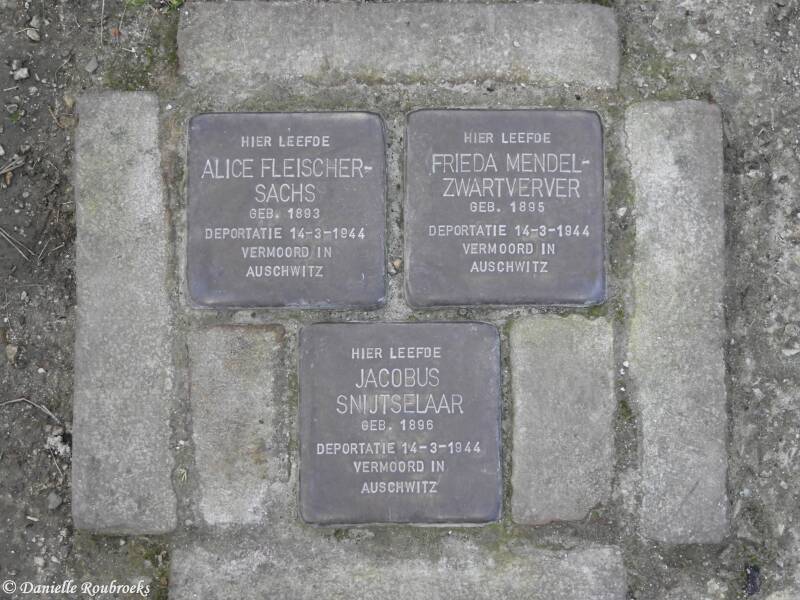 HIER LEEFDE
ALICE FLEISCHER-
SACHS
GEB. 1893
DEPORTATIE 14-3-1944
VERMOORD IN
AUSCHWITZ
HIER LEEFDE
FRIEDA MENDEL-
ZWARTVERVER
GEB. 1895
DEPORTATIE 14-3-1944
VERMOORD IN
AUSCHWITZ
HIER LEEFDE
JACOBUS
SNIJTSELAAR
GEB. 1896
DEPORTATIE 14-3-1944
VERMOORD IN
AUSCHWITZ
© Danielle Roubroeks